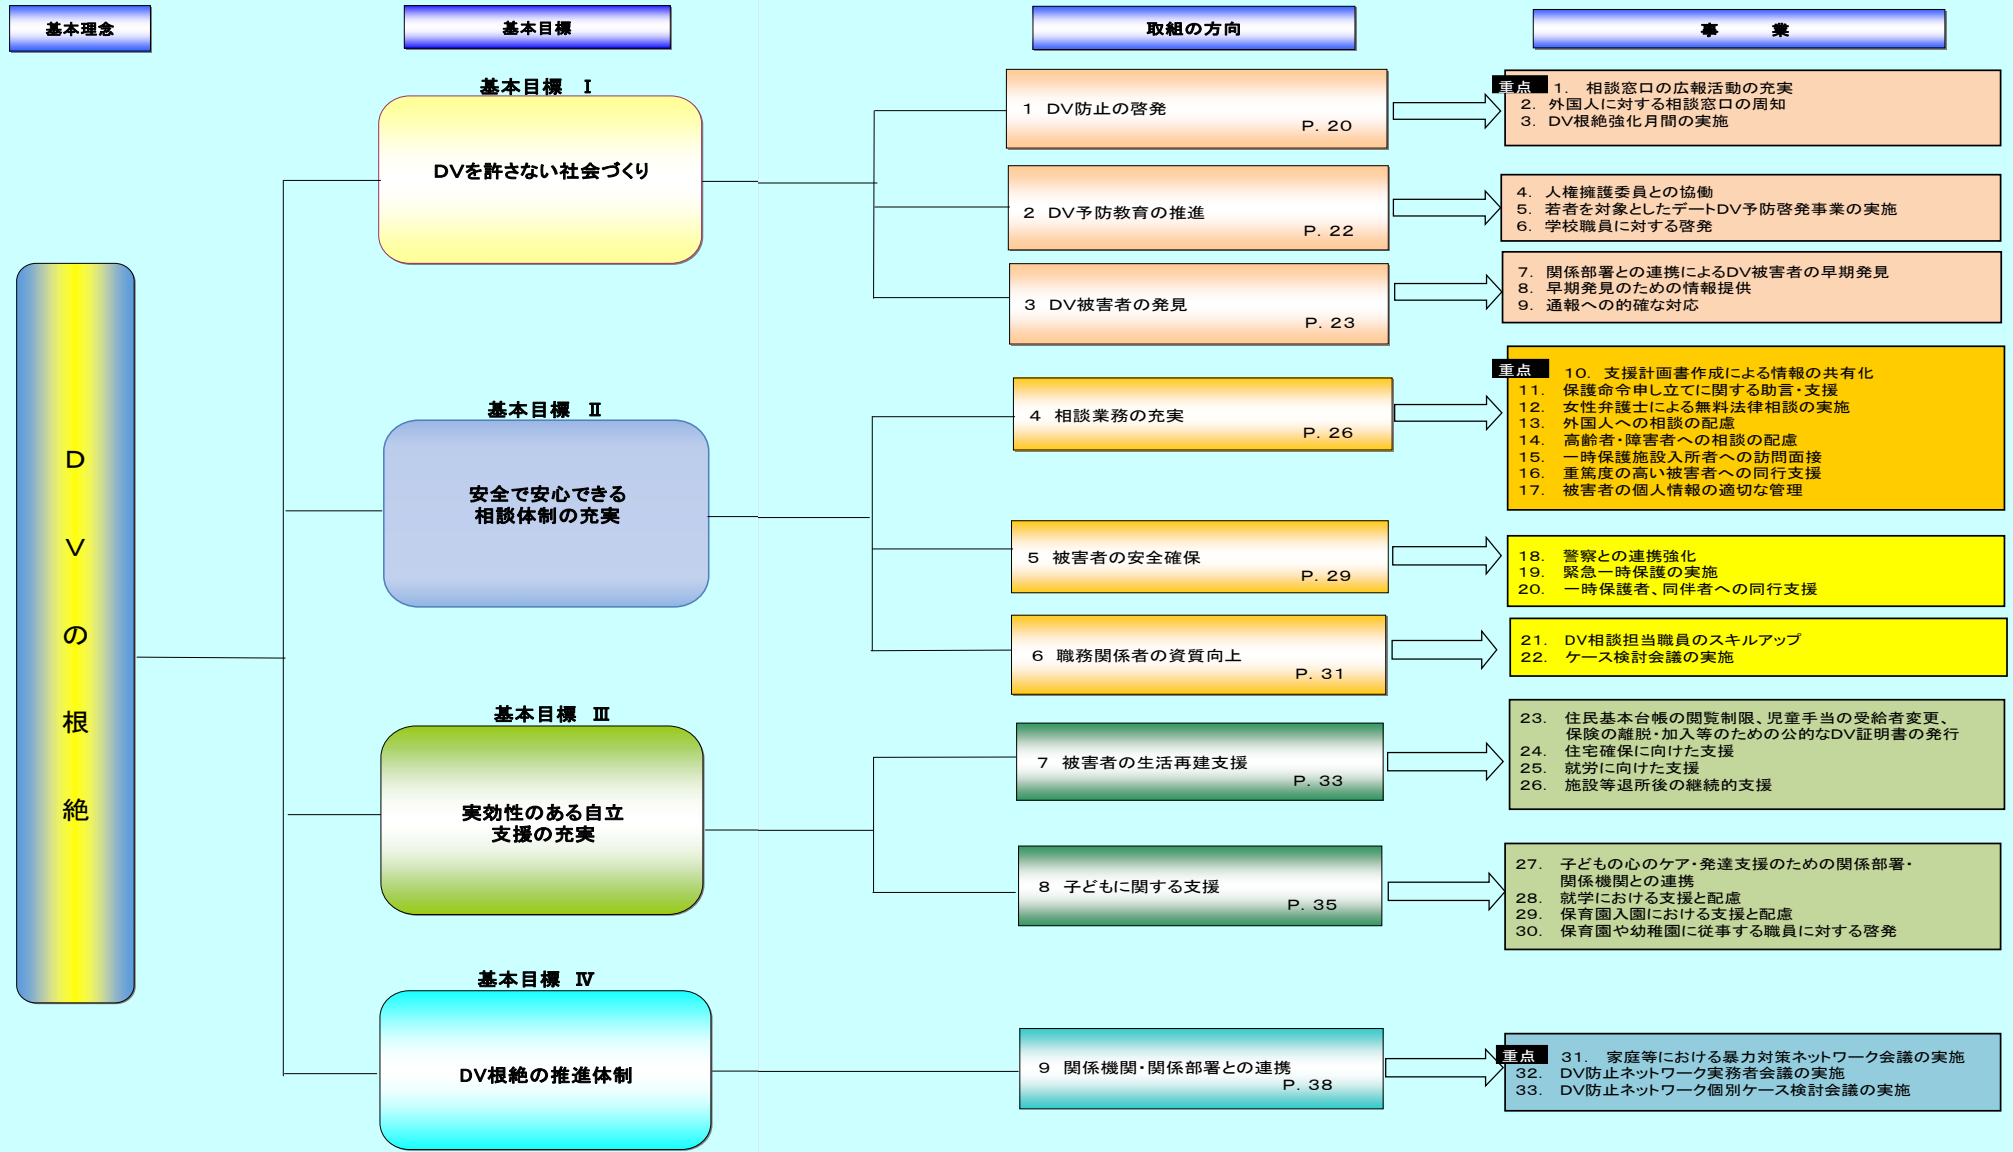 基本理念
基本目標
取組の方向
事　業
DVの根絶
基本目標　Ⅰ
DVを許さない社会づくり
1　DV防止の啓発
P. 20
重点　1.　相談窓口の広報活動の充実
2.　外国人に対する相談窓口の周知
3.　DV根絶強化月間の実施
2　DV予防教育の推進
P. 22
4.　人権擁護委員との協働
5.　若者を対象としたデートDV予防啓発事業の実施
6.　学校職員に対する啓発
3　DV被害者の発見
P. 23
7.　関係部署との連携によるDV被害者の早期発見
8.　早期発見のための情報提供
9.　通報への的確な対応
基本目標　Ⅱ
安全で安心できる
相談体制の充実
4　相談業務の充実
P. 26
重点　10.　支援計画書作成による情報の共有化
11.　保護命令申し立てに関する助言・支援
12.　女性弁護士による無料法律相談の実施
13.　外国人への相談の配慮
14.　高齢者・障害者への相談の配慮
15.　一時保護施設入所者への訪問面接
16.　重篤度の高い被害者への同行支援
17.　被害者の個人情報の適切な管理
5　被害者の安全確保
P. 29
18.　警察との連携強化
19.　緊急一時保護の実施
20.　一時保護者、同伴者への同行支援
6　職務関係者の資質向上
P. 31
21.　DV相談担当職員のスキルアップ
22.　ケース検討会議の実施
基本目標　Ⅲ
実効性のある自立
支援の充実
7　被害者の生活再建支援
P. 33
23.　住民基本台帳の閲覧制限、児童手当の受給者変更、
保険の離脱・加入等のための公的なDV証明書の発行
24.　住宅確保に向けた支援
25.　就労に向けた支援
26.　施設等退所後の継続的支援
8　子どもに関する支援
P. 35
27.　子どもの心のケア・発達支援のための関係部署・
関係機関との連携
28.　就学における支援と配慮
29.　保育園入園における支援と配慮
30.　保育園や幼稚園に従事する職員に対する啓発
基本目標　Ⅳ
DV根絶の推進体制
9　関係機関・関係部署との連携
P. 38
重点　31.　家庭等における暴力対策ネットワーク会議の実施
32.　DV防止ネットワーク実務者会議の実施
33.　DV防止ネットワーク個別ケース検討会議の実施